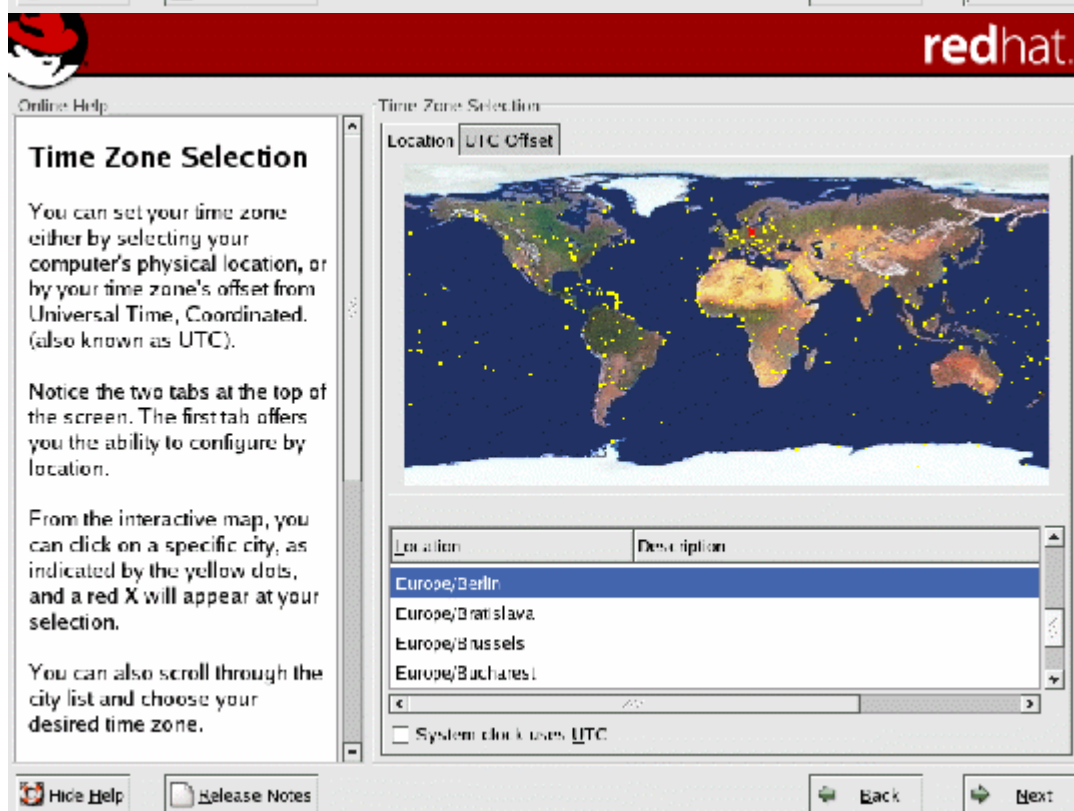 redhat.
Online Help
Time Zone Selection
You can set your time zone
either by selecting your
computer's physical location, or
by your time zone's offset from
Universal Time, Coordinated.
(also known as UTC).
Notice the two tabs at the top of
the screen. The first tab offers
you the ability to configure by
location.
From the interactive map, you
can click on a specific city, as
indicated by the yellow dots,
and a red X will appear at your
selection.
You can also scroll through the
city list and choose your
desired time zone.
Time Zone Selection
Location UTC Offset
Location Description
Europe/Berlin
Europe/Bratislava
Europe/Brussels
Europe/Bucharest
System clock uses UTC
Hide Help Release Notes Back Next